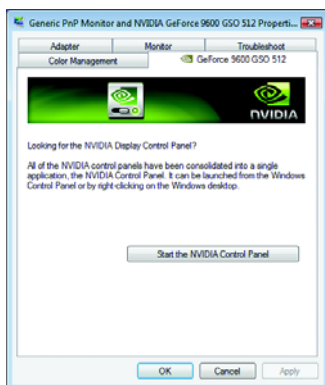 Generic PnP Monitor and NVIDIA GeForce 9600 GSO 512 Properti...
Adapter
Monitor
Troubleshoot
Color Management
GeForce 9600 GSO 512
NVIDIA
Looking for the NVIDIA Display Control Panel?
All of the NVIDIA control panels have been consolidated into a single
application, the NVIDIA Control Panel. It can be launched from the Windows
Control Panel or by right-clicking on the Windows desktop.
Start the NVIDIA Control Panel
OK
Cancel
Apply